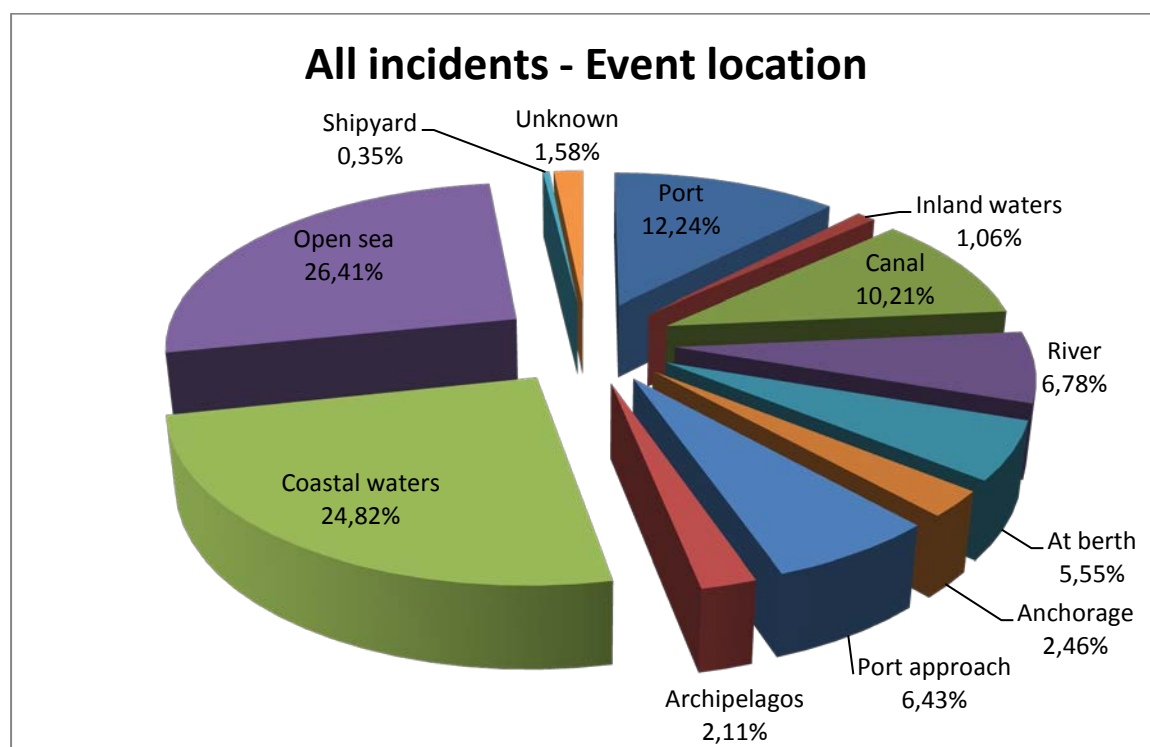 All incidents - Event location
Shipyard
0,35%
Unknown
1,58%
Port
12,24%
Inland waters
1,06%
Canal
10,21%
River
6,78%
At berth
5,55%
Anchorage
2,46%
Port approach
6,43%
Archipelagos
2,11%
Coastal waters
24,82%
Open sea
26,41%